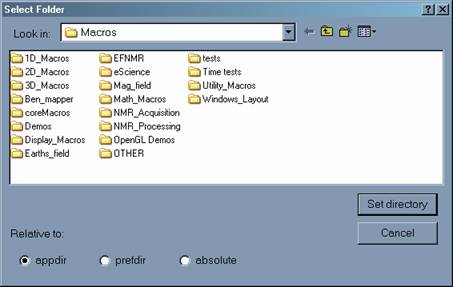 Select Folder
Look in: Macros
1D_Macros
2D_Macros
3D_Macros
Ben_mapper
coreMacros
Demos
Display_Macros
Earths_field
EFNMR
eScience
Mag_field
Math_Macros
NMR_Acquisition
NMR_Processing
OpenGL Demos
OTHER
tests
Time tests
Utility_Macros
Windows_Layout
Set directory
Relative to:
Cancel
appdir prefdir absolute